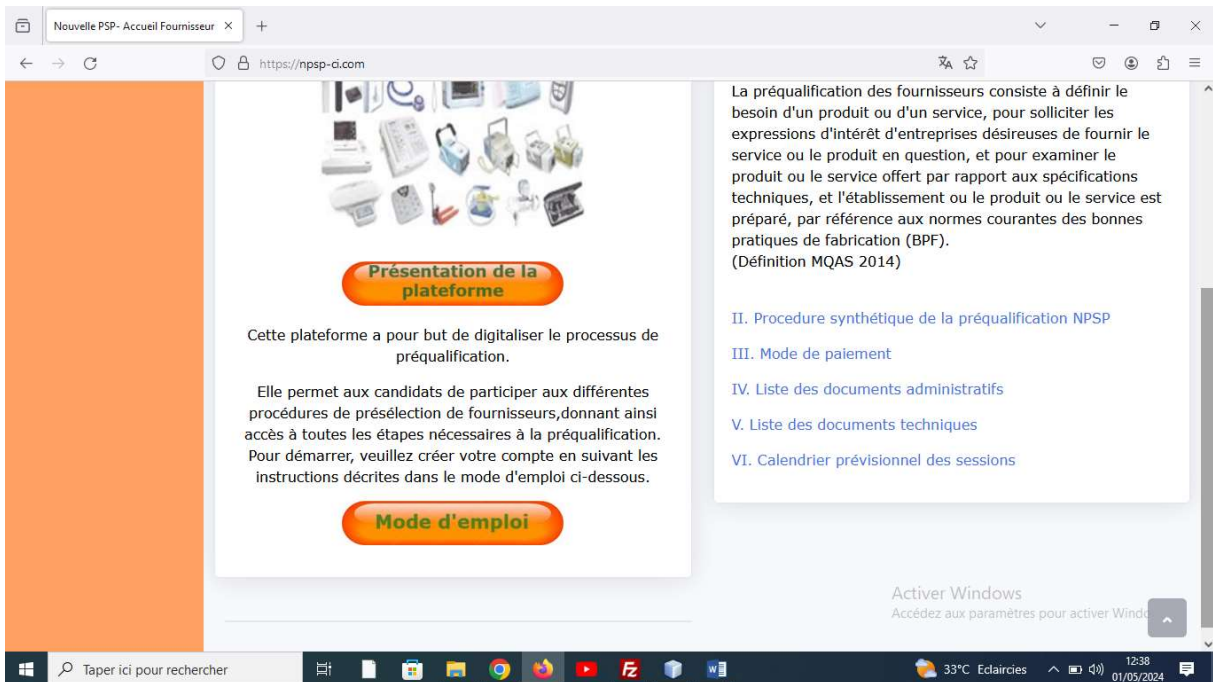 Nouvelle PSP- Accueil Fournisseur
https://npsp-ci.com
Présentation de la
plateforme
Cette plateforme a pour but de digitaliser le processus de
préqualification.
Elle permet aux candidats de participer aux différentes
procédures de présélection de fournisseurs,donnant ainsi
accès à toutes les étapes nécessaires à la préqualification.
Pour démarrer, veuillez créer votre compte en suivant les
instructions décrites dans le mode d'emploi ci-dessous.
Mode d'emploi
La préqualification des fournisseurs consiste à définir le
besoin d'un produit ou d'un service, pour solliciter les
expressions d'intérêt d'entreprises désireuses de fournir le
service ou le produit en question, et pour examiner le
produit ou le service offert par rapport aux spécifications
techniques, et l'établissement ou le produit ou le service est
préparé, par référence aux normes courantes des bonnes
pratiques de fabrication (BPF).
(Définition MQAS 2014)
II. Procedure synthétique de la préqualification NPSP
III. Mode de paiement
IV. Liste des documents administratifs
V. Liste des documents techniques
VI. Calendrier prévisionnel des sessions
Activer Windows
Accédez aux paramètres pour activer Windo
Taper ici pour rechercher
33°C Eclaircies
12:38
01/05/2024